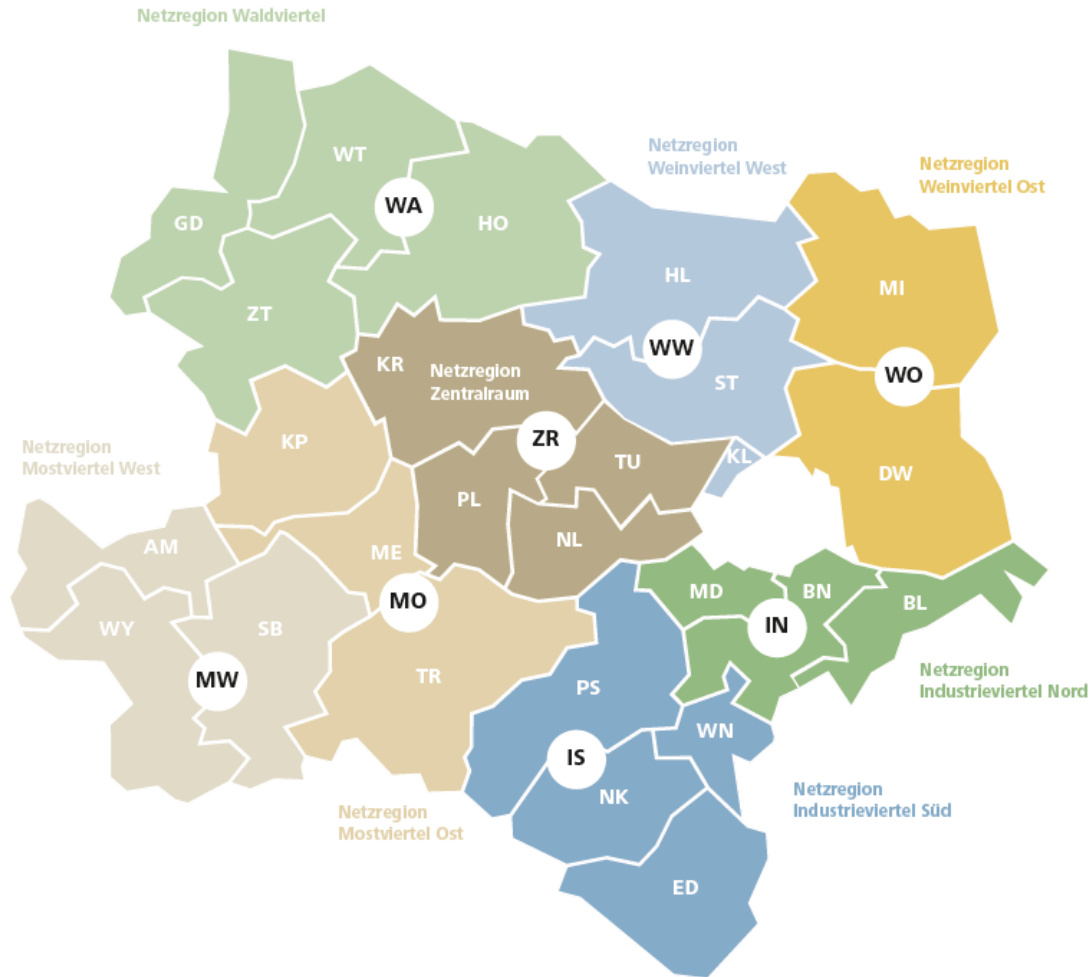 Netzregion Waldviertel
WT
Netzregion
Weinviertel West
Netzregion
Weinviertel Ost
WA
GD
HO
HL
MI
ZT
WW
KR
Netzregion
Zentralraum
ST
WO
Netzregion
Mostviertel West
KP
ZR
TU
KL
DW
PL
AM
ME
NL
MD
BN
BL
WY
SB
MO
IN
MW
TR
PS
Netzregion
Industrieviertel Nord
WN
IS
NK
Netzregion
Industrieviertel Süd
Netzregion
Mostviertel Ost
ED